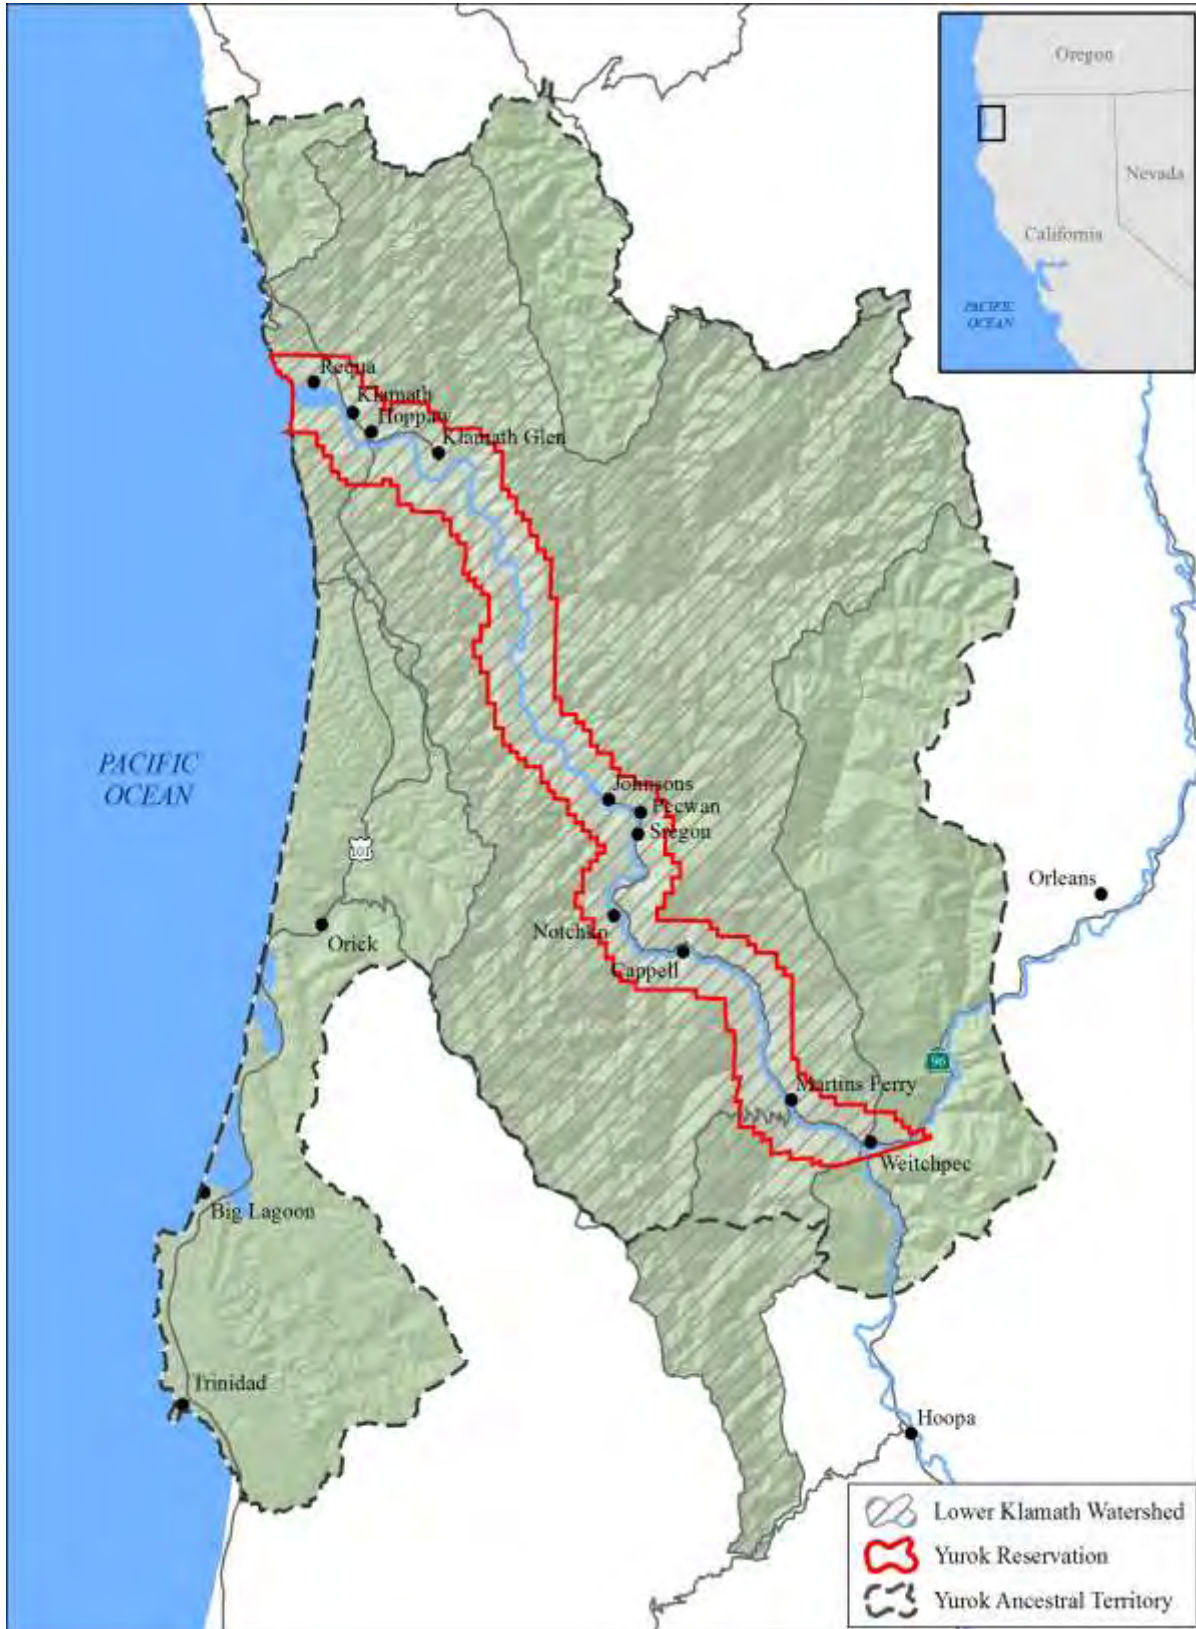 Oregon
Nevada
California
PACIFIC
OCEAN
Requa
Klamath
Hoppaw
Klamath Glen
PACIFIC
OCEAN
Johnsons
Pecwan
Sregon
101
Orleans
Notchko
Orick
Cappell
96
Martins Ferry
Weitchpec
Big Lagoon
Trinidad
Hoopa
Lower Klamath Watershed
Yurok Reservation
Yurok Ancestral Territory